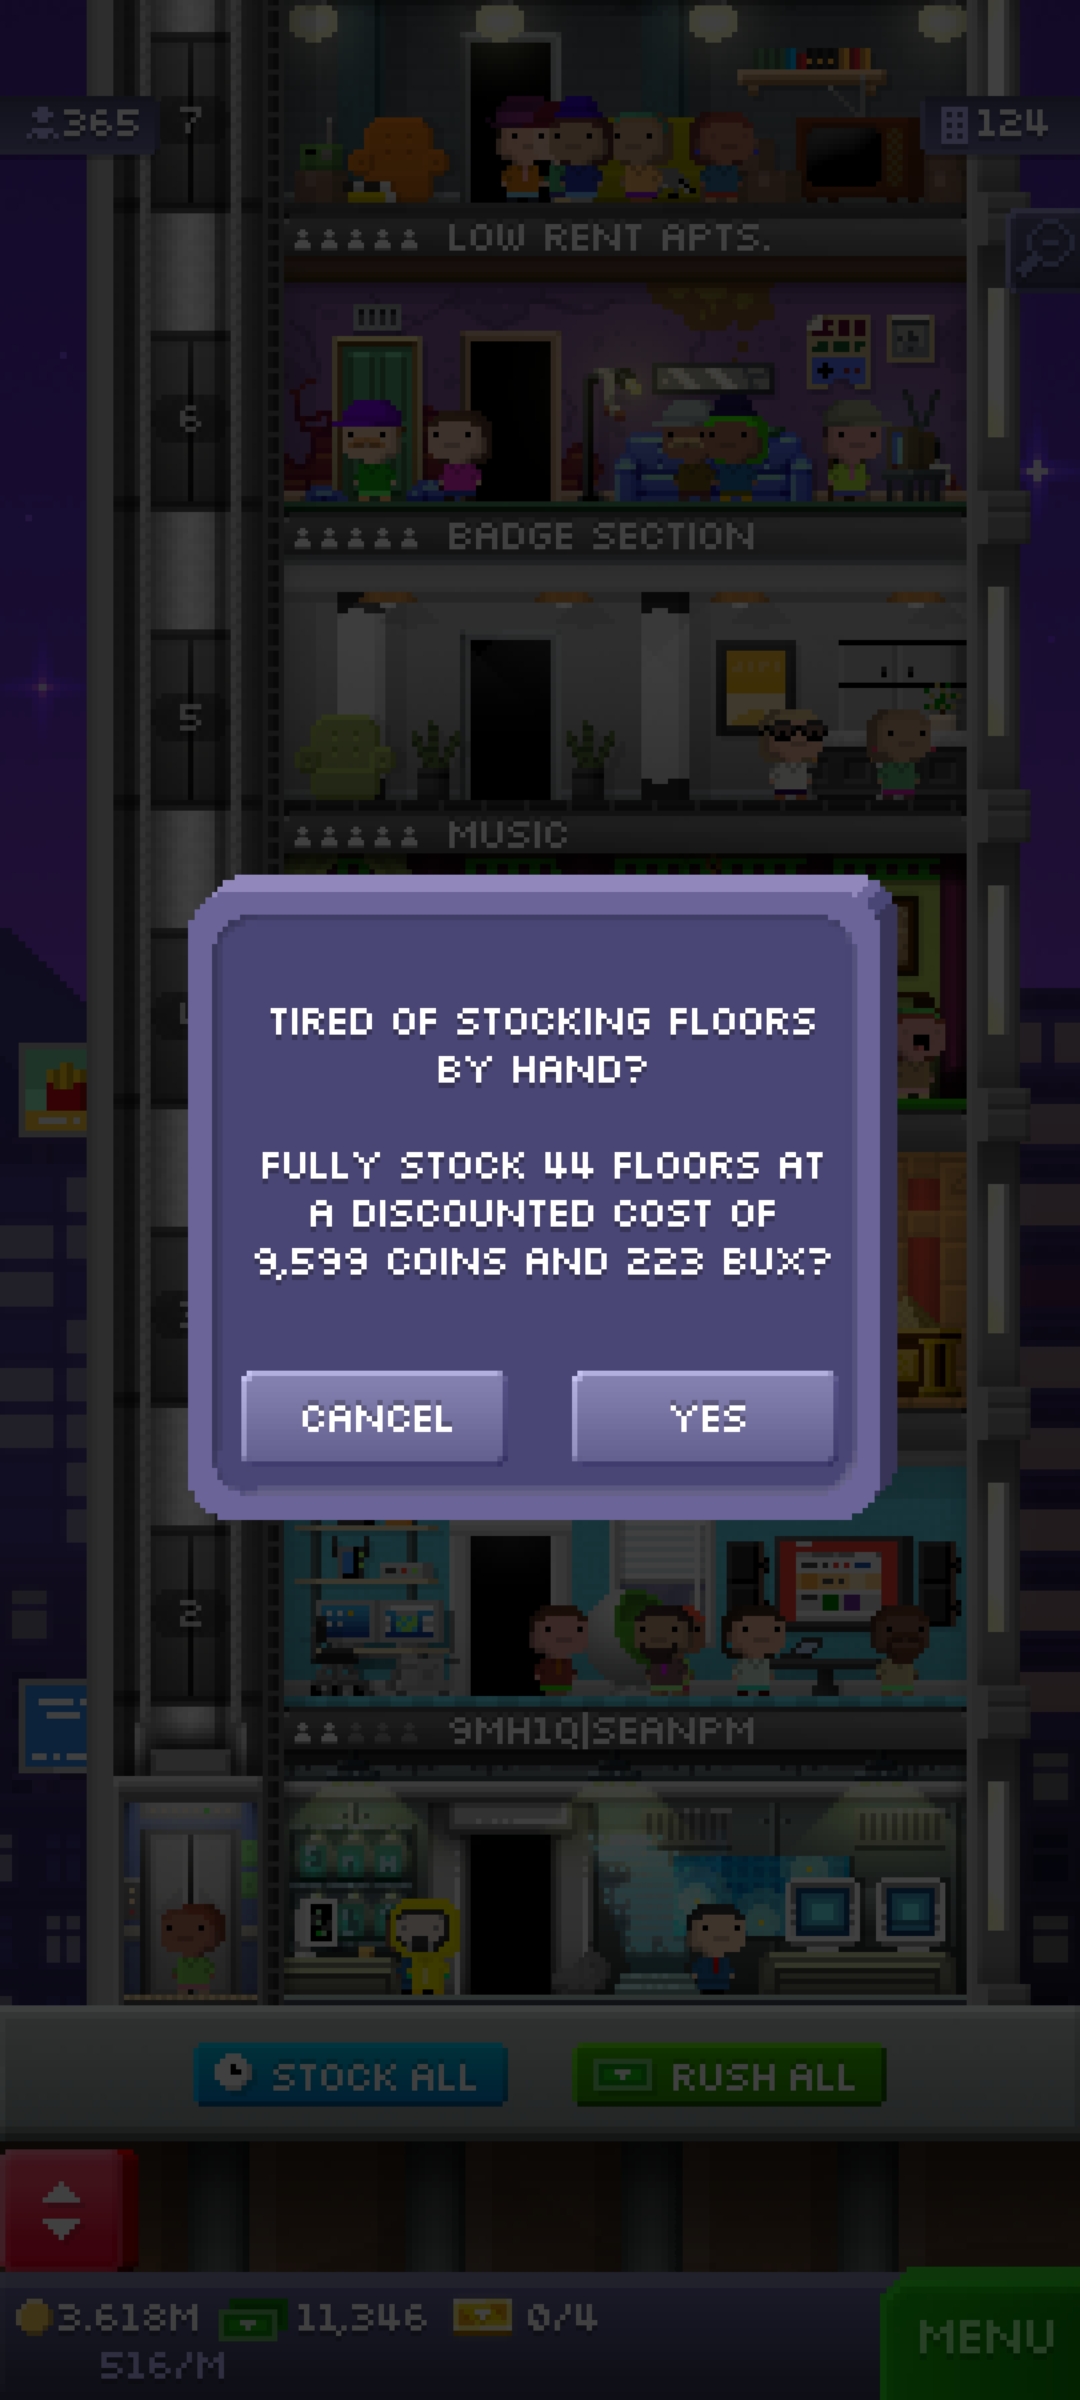 365
7
124
LOW RENT APTS.
6
BADGE SECTION
5
MUSIC
TIRED OF STOCKING FLOORS
BY HAND?
FULLY STOCK 44 FLOORS AT
A DISCOUNTED COST OF
9,599 COINS AND 223 BUX?
CANCEL
YES
2
9MH1Q|SEANPM
STOCK ALL
RUSH ALL
3.618M
11,346
0/4
516/M
MENU